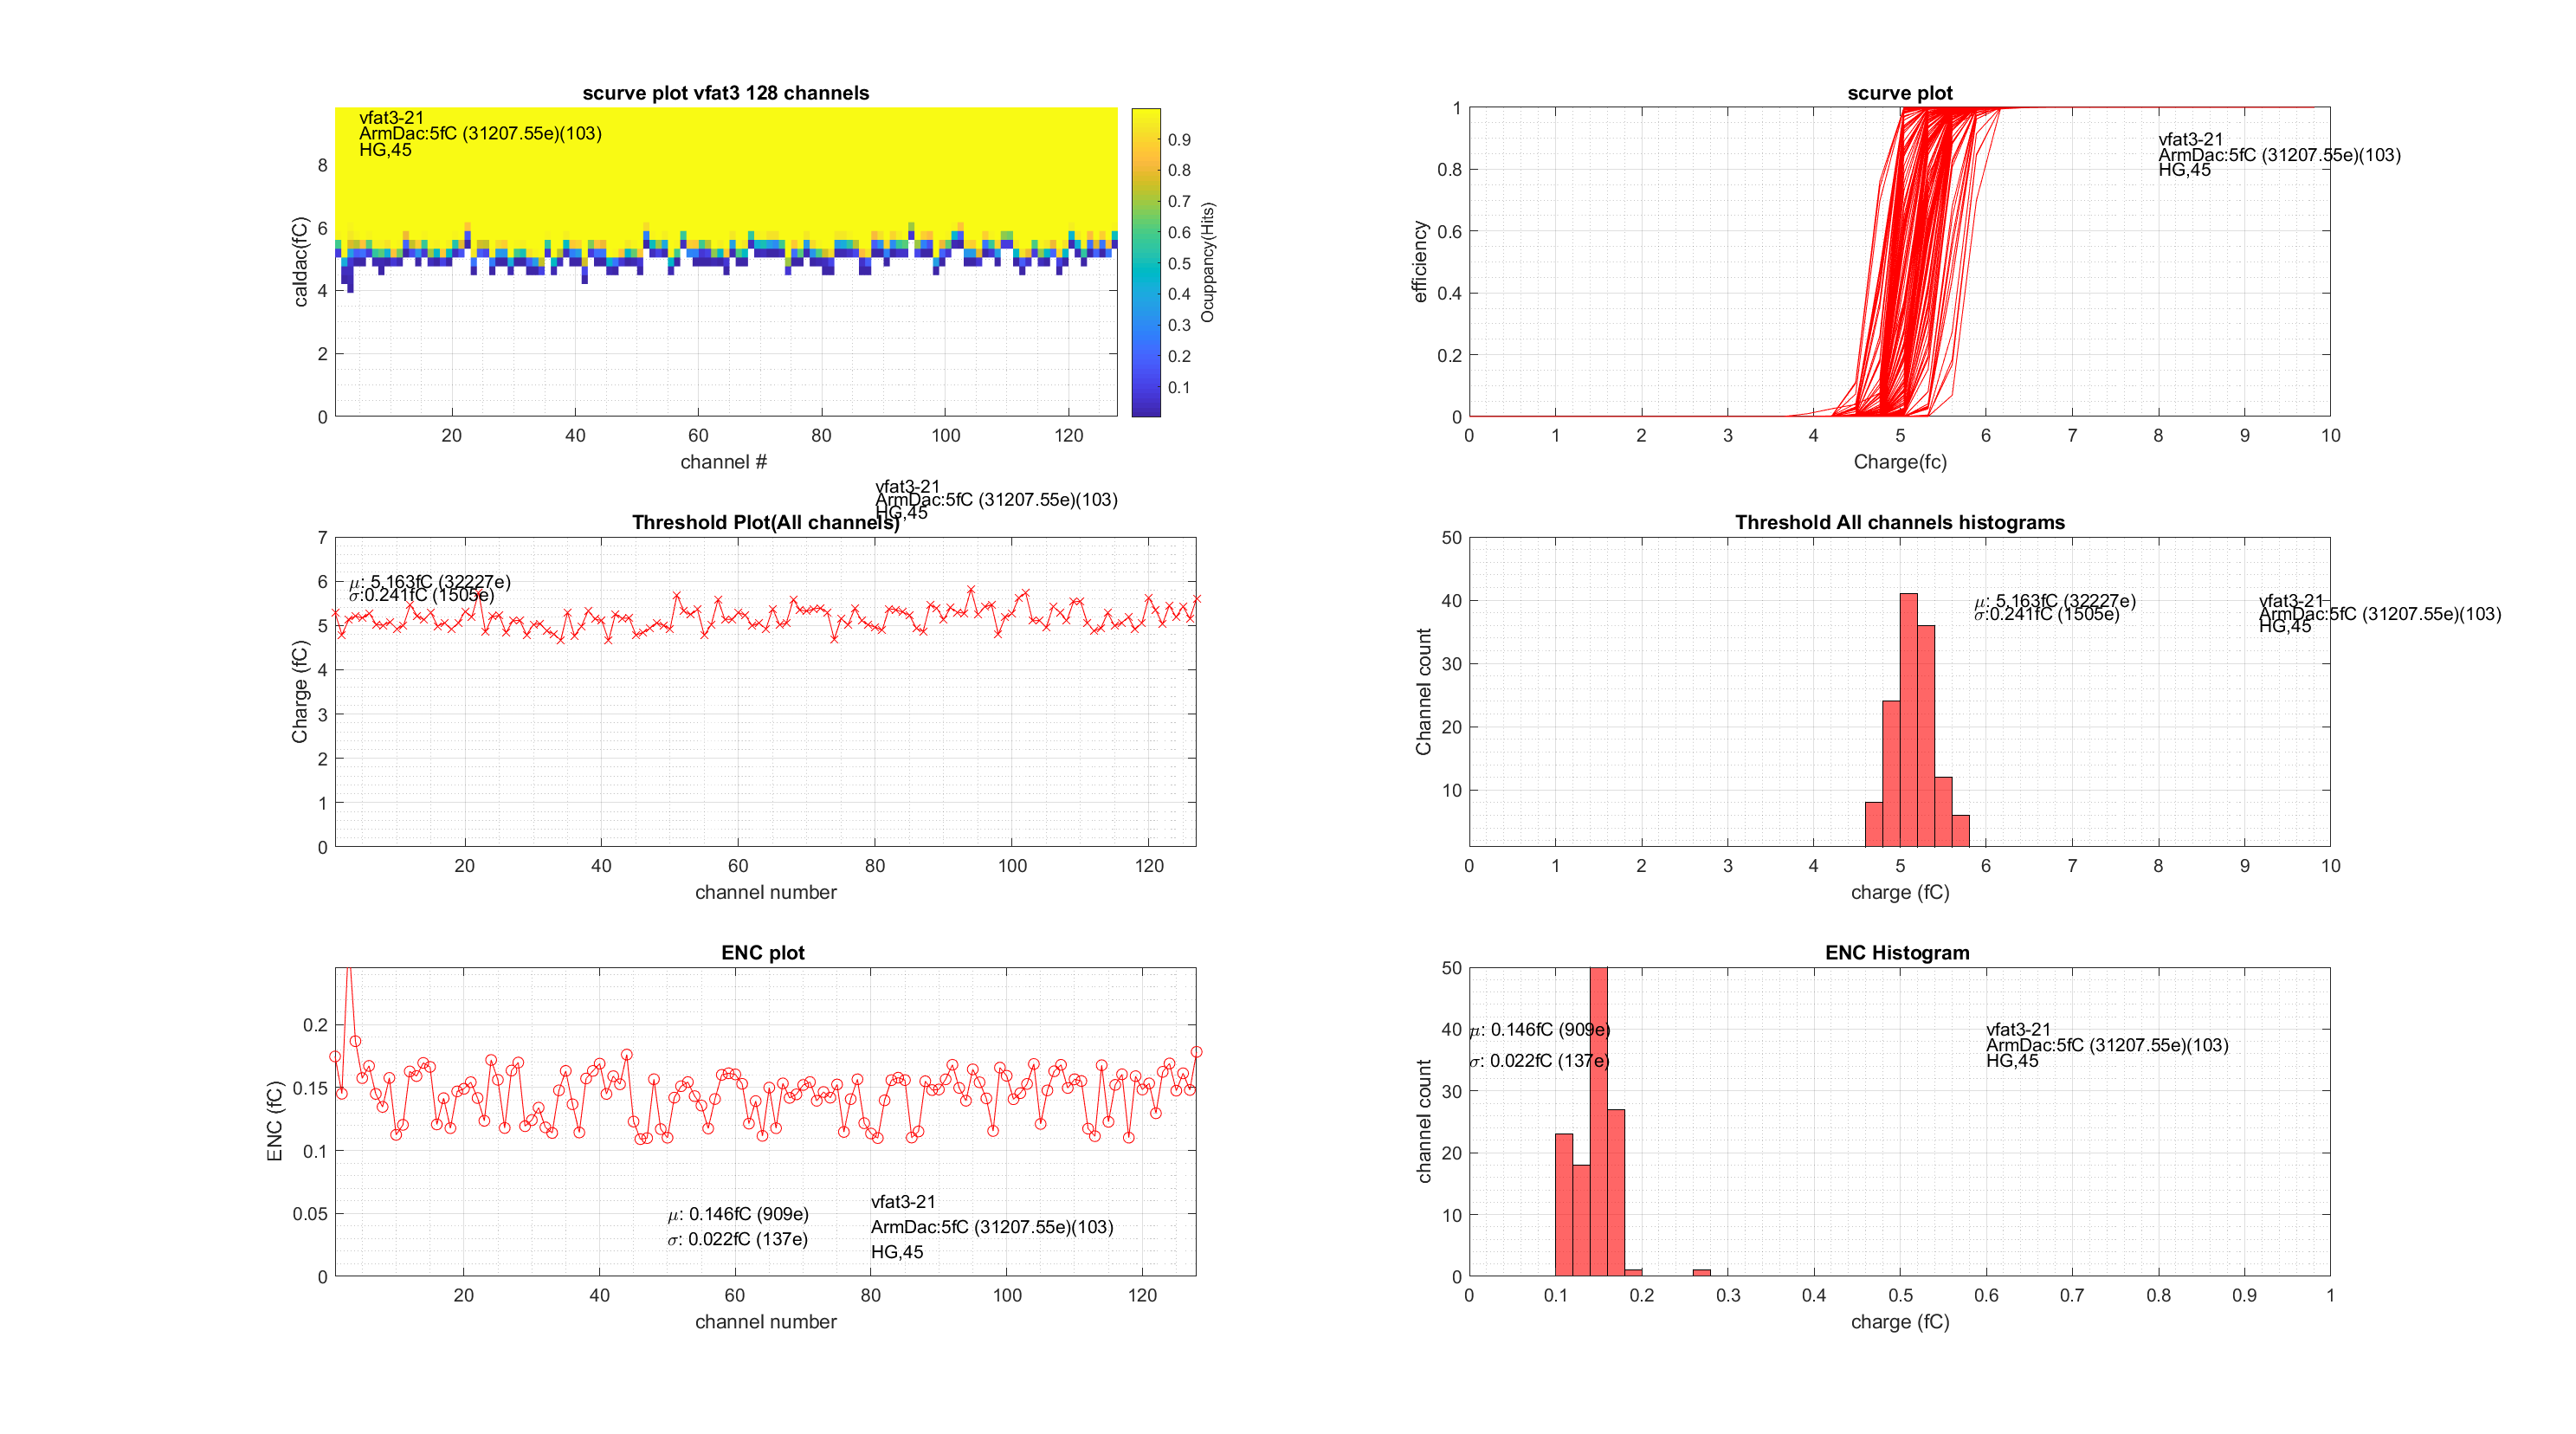 scurve plot vfat3 128 channels
vfat3-21
ArmDac:5fC (31207.55e)(103)
HG,45
caldac(fC)
8
6
4
2
0
20 40 60 80 100 120
channel #
0.9
0.8
0.7
0.6
0.5
0.4
0.3
0.2
0.1
Ocuppancy(Hits)
scurve plot
vfat3-21
ArmDac:5fC (31207.55e)(103)
HG,45
efficiency
1
0.8
0.6
0.4
0.2
0
0 1 2 3 4 5 6 7 8 9 10
Charge(fc)
vfat3-21
ArmDac:5fC (31207.55e)(103)
HG,45
Threshold Plot(All channels)
μ: 5.163fC (32227e)
σ:0.241fC (1505e)
Charge (fC)
7
6
5
4
3
2
1
0
20 40 60 80 100 120
channel number
Threshold All channels histograms
μ: 5.163fC (32227e)
σ:0.241fC (1505e)
vfat3-21
ArmDac:5fC (31207.55e)(103)
HG,45
Channel count
50
40
30
20
10
0 1 2 3 4 5 6 7 8 9 10
charge (fC)
ENC plot
ENC (fC)
0.2
0.15
0.1
0.05
0
μ: 0.146fC (909e)
σ: 0.022fC (137e)
vfat3-21
ArmDac:5fC (31207.55e)(103)
HG,45
20 40 60 80 100 120
channel number
ENC Histogram
μ: 0.146fC (909e)
σ: 0.022fC (137e)
vfat3-21
ArmDac:5fC (31207.55e)(103)
HG,45
channel count
50
40
30
20
10
0
0 0.1 0.2 0.3 0.4 0.5 0.6 0.7 0.8 0.9 1
charge (fC)